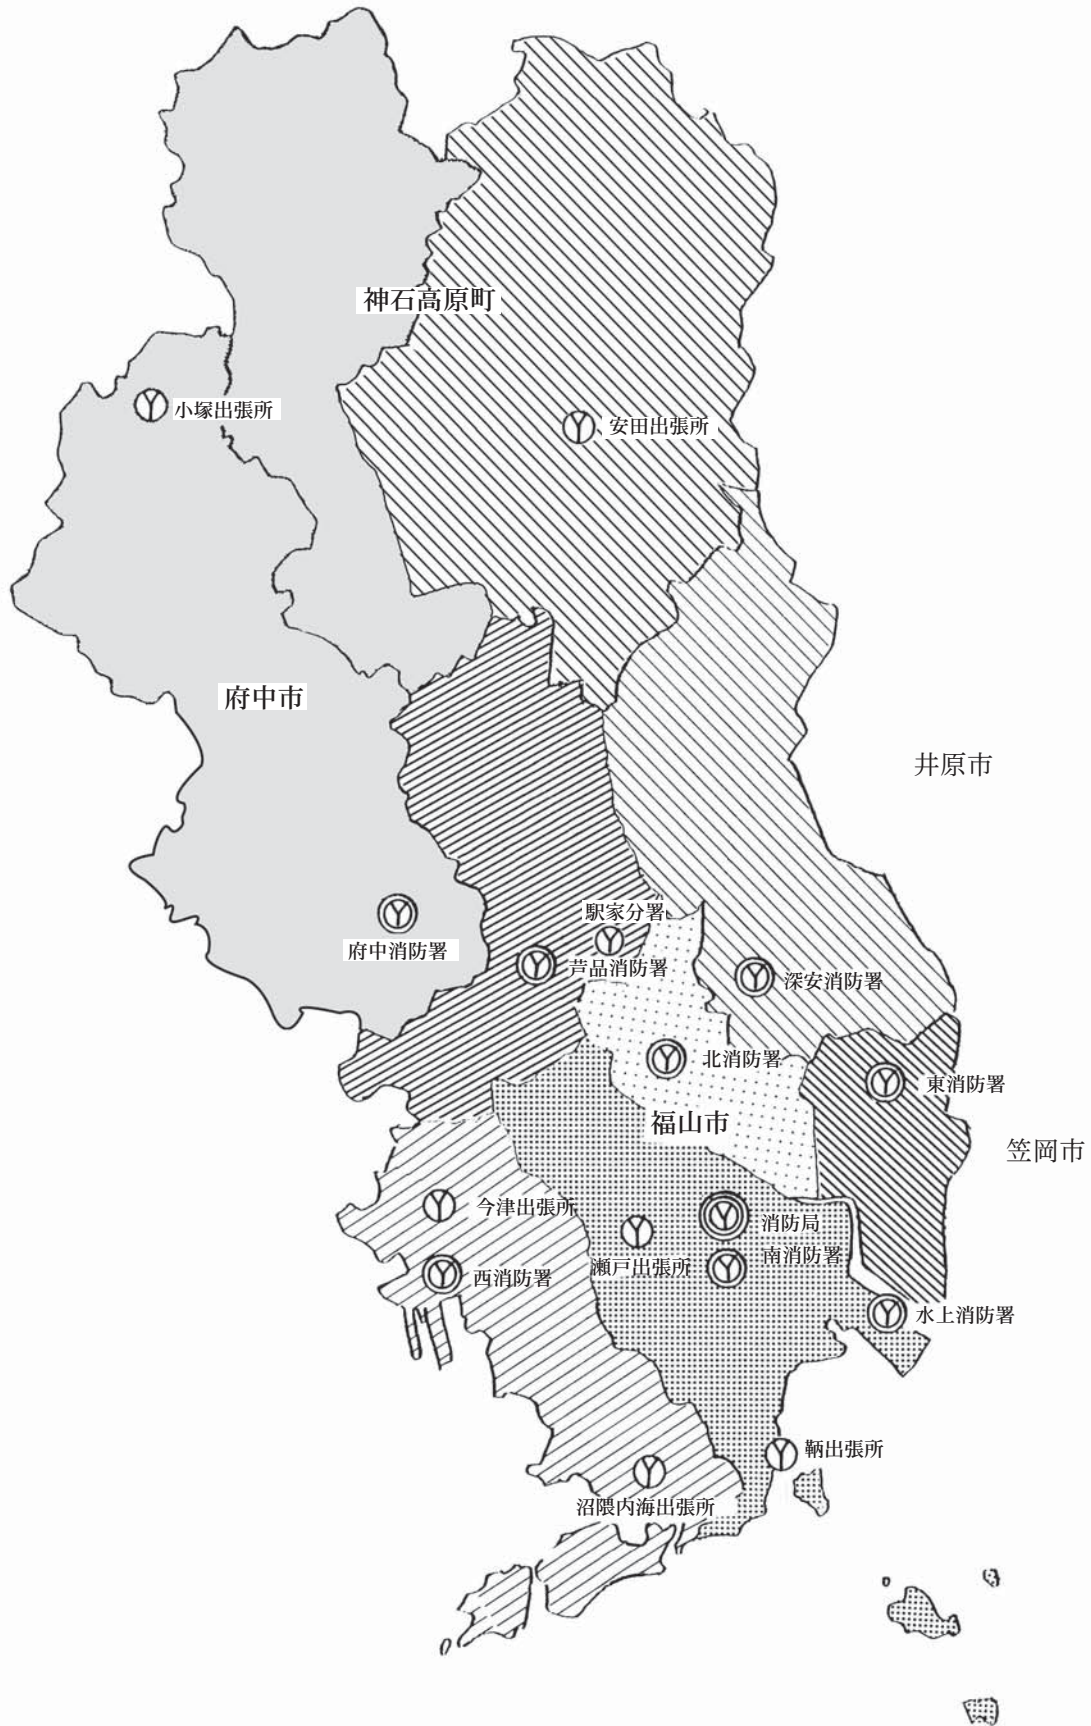 神石高原町
小塚出張所
安田出張所
府中市
井原市
駅家分署
府中消防署
芦品消防署
深安消防署
北消防署
東消防署
福山市
笠岡市
今津出張所
消防局
瀬戸出張所
南消防署
西消防署
水上消防署
鞆出張所
沼隈内海出張所